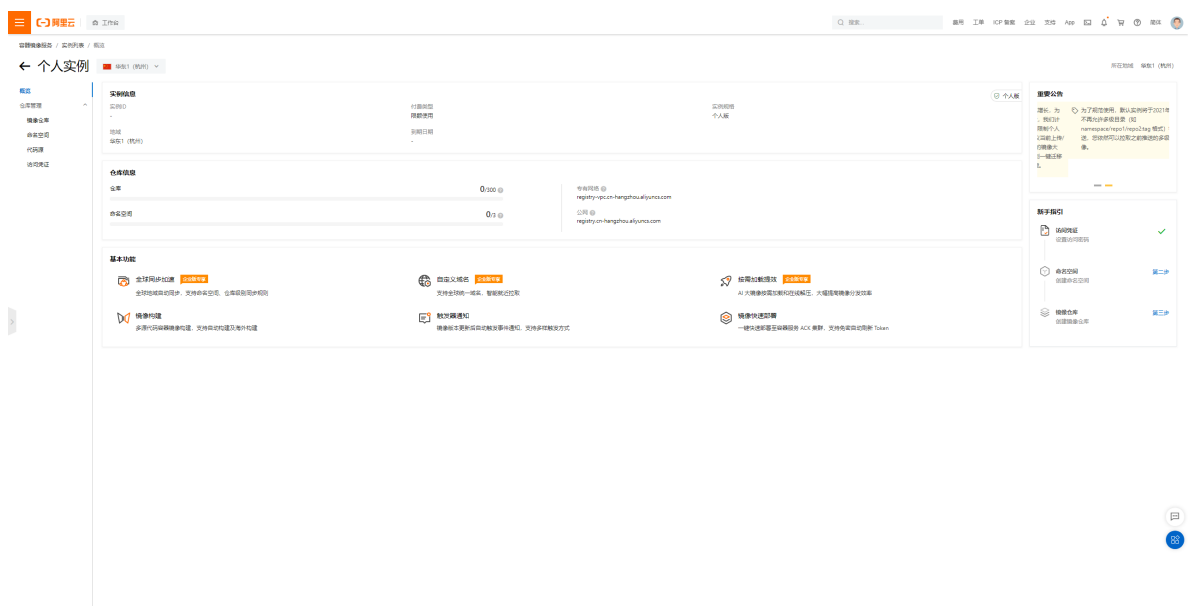 阿里云
工作台
搜索...
费用 工单 ICP 备案 企业 支持 App 简体
容器镜像服务 / 实例列表 / 概览
个人实例
华东1（杭州）
所在地域 华东1（杭州）
概览
仓库管理
镜像仓库
命名空间
代码源
访问凭证
实例信息
个人版
实例ID
-
付费类型
限额使用
实例规格
个人版
地域
华东1（杭州）
到期日期
-
仓库信息
仓库
0/300
命名空间
0/3
专有网络
registry-vpc.cn-hangzhou.aliyuncs.com
公网
registry.cn-hangzhou.aliyuncs.com
基本功能
全球同步加速 企业版专享
全球地域自动同步，支持命名空间、仓库级别同步规则
自定义域名 企业版专享
支持全球统一域名，智能就近拉取
按需加载提效 企业版专享
AI 大镜像按需加载和在线解压，大幅提高镜像分发效率
镜像构建
多源代码容器镜像构建，支持自动构建及海外构建
触发器通知
镜像版本更新后自动触发事件通知，支持多样触发方式
镜像快速部署
一键快速部署至容器服务 ACK 集群，支持免密自动刷新 Token
重要公告
增长，为
，我们计
限制个人
像大
一键迁移
为了规范使用，默认实例将于2021年
不再允许多级目录（如
namespace/repo1/repo2:tag 格式）
送，您依然可以拉取之前推送的多级
像。
新手指引
访问凭证
设置访问密码
命名空间
创建命名空间
第二步
镜像仓库
创建镜像仓库
第三步